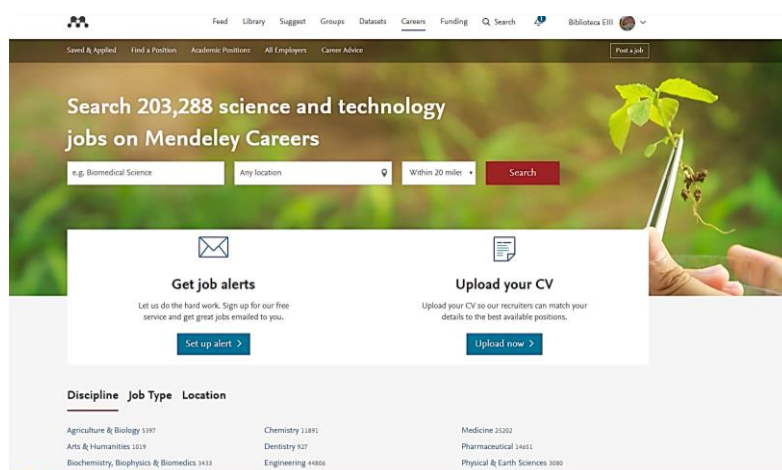 Feed Library Suggest Groups Datasets Careers Funding Search Biblioteca EIII
Saved & Applied Find a Position Academic Positions All Employers Career Advice Post a job
Search 203,288 science and technology
jobs on Mendeley Careers
e.g. Biomedical Science Any location Within 20 miles Search
Get job alerts
Let us do the hard work. Sign up for our free
service and get great jobs emailed to you.
Set up alert >
Upload your CV
Upload your CV so our recruiters can match your
details to the best available positions.
Upload now >
Discipline Job Type Location
Agriculture & Biology 5397 Chemistry 11891 Medicine 25202
Arts & Humanities 1019 Dentistry 927 Pharmaceutical 14651
Biochemistry, Biophysics & Biomedics 3433 Engineering 44806 Physical & Earth Sciences 3080